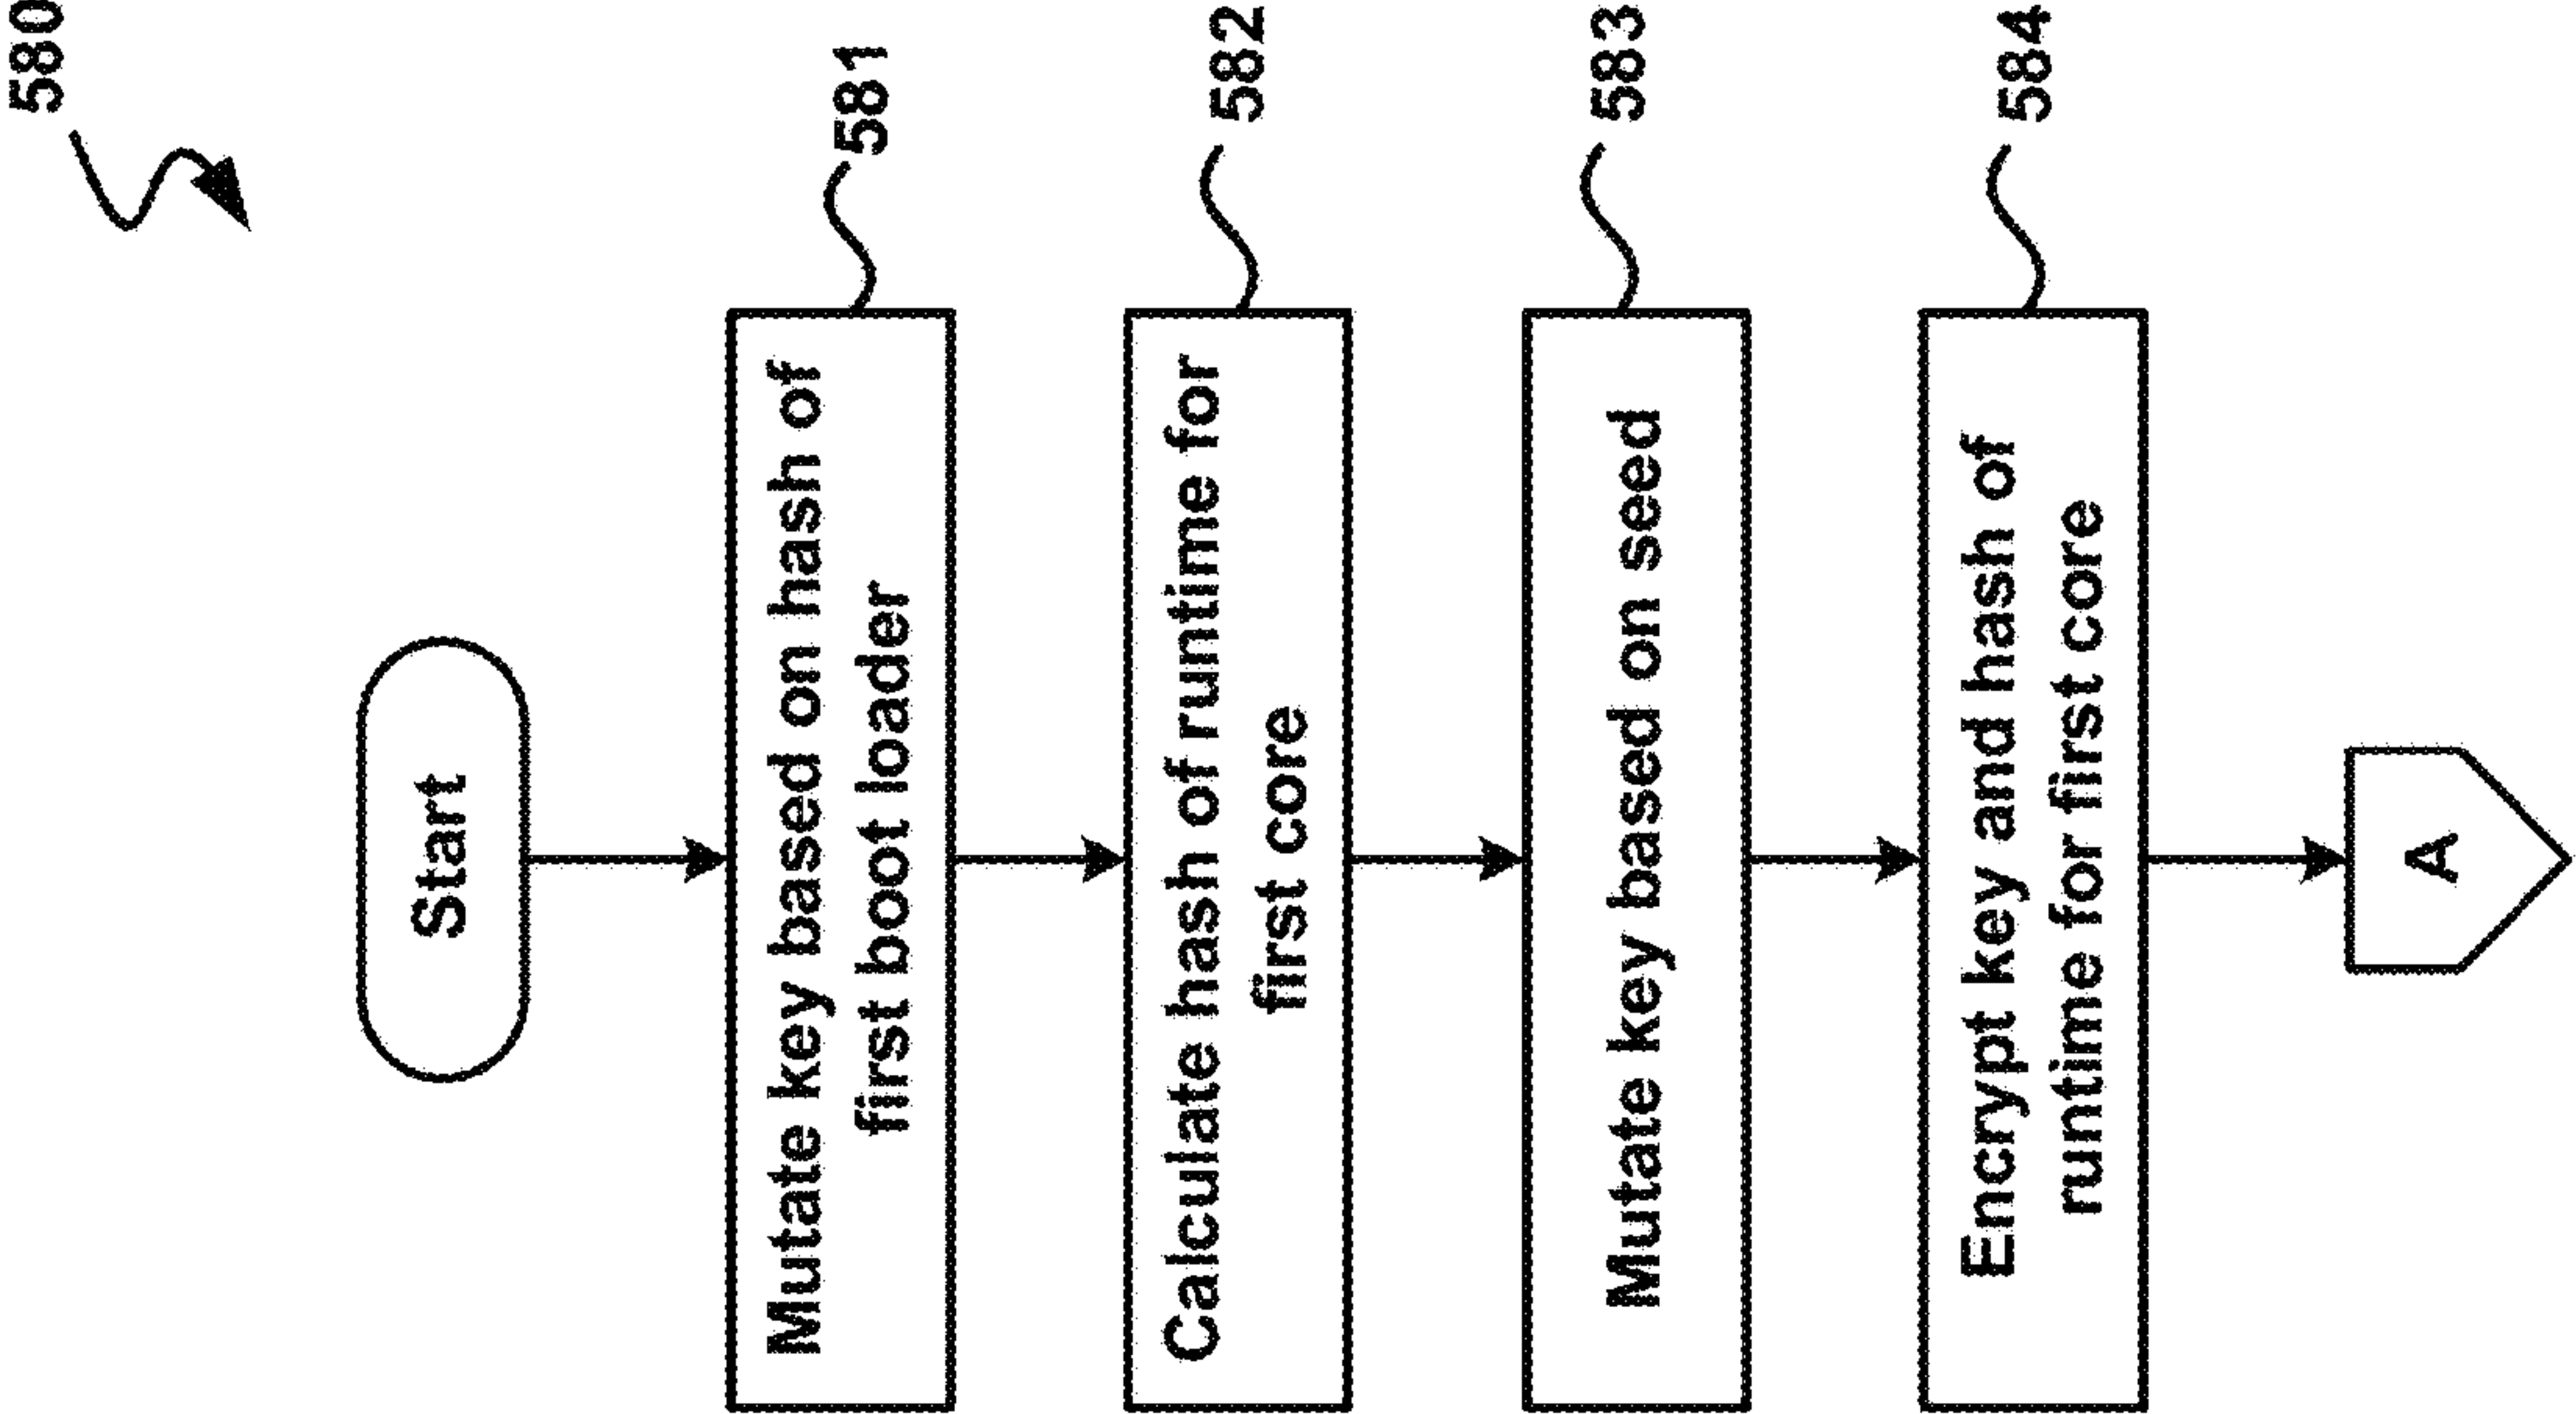 580
Start
Mutate key based on hash of
first boot loader
581
Calculate hash of runtime for
first core
582
Mutate key based on seed
583
Encrypt key and hash of
runtime for first core
584
A